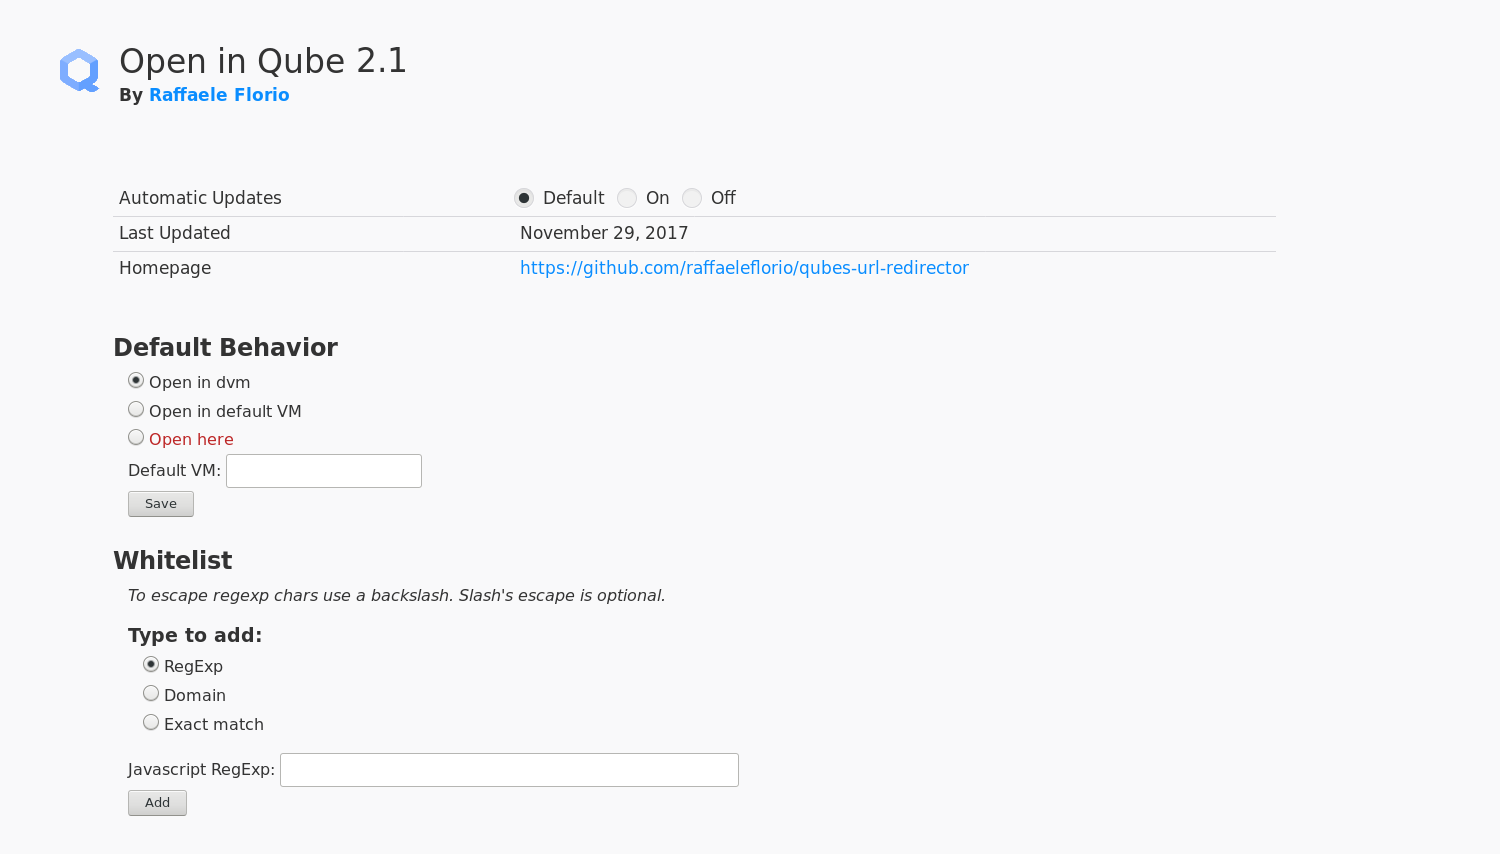 Open in Qube 2.1
By Raffaele Florio
Automatic Updates Default On Off
Last Updated November 29, 2017
Homepage https://github.com/raffaeleflorio/qubes-url-redirector
Default Behavior
Open in dvm
Open in default VM
Open here
Default VM:
Save
Whitelist
To escape regexp chars use a backslash. Slash's escape is optional.
Type to add:
RegExp
Domain
Exact match
Javascript RegExp:
Add